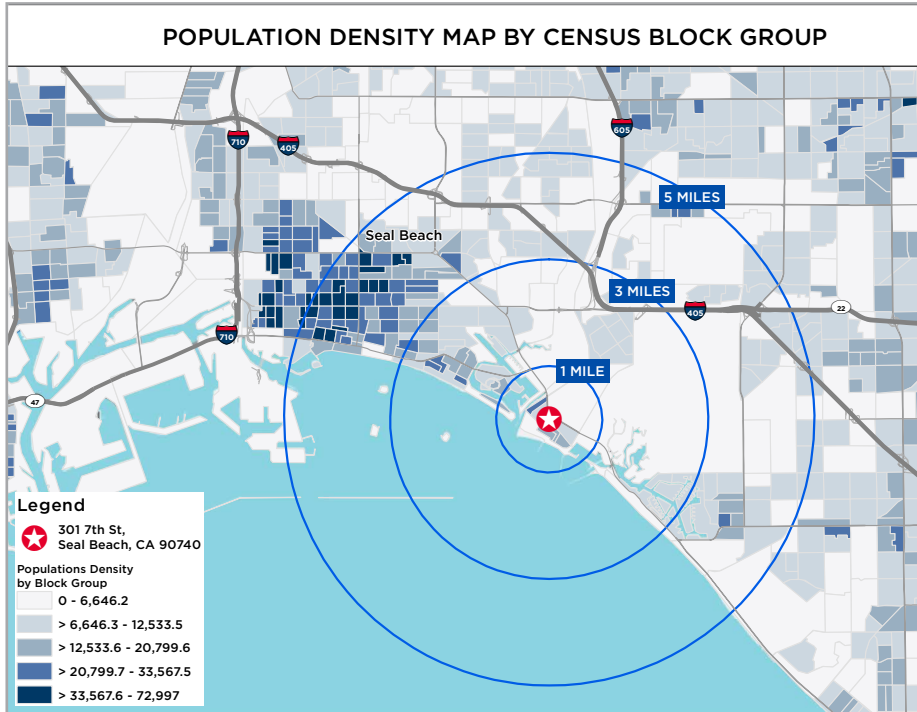 POPULATION DENSITY MAP BY CENSUS BLOCK GROUP
710
405
605
5 MILES
Seal Beach
3 MILES
405
22
710
1 MILE
47
Legend
301 7th St,
Seal Beach, CA 90740
Populations Density
by Block Group
0 - 6,646.2
> 6,646.3 - 12,533.5
> 12,533.6 - 20,799.6
> 20,799.7 - 33,567.5
> 33,567.6 - 72,997